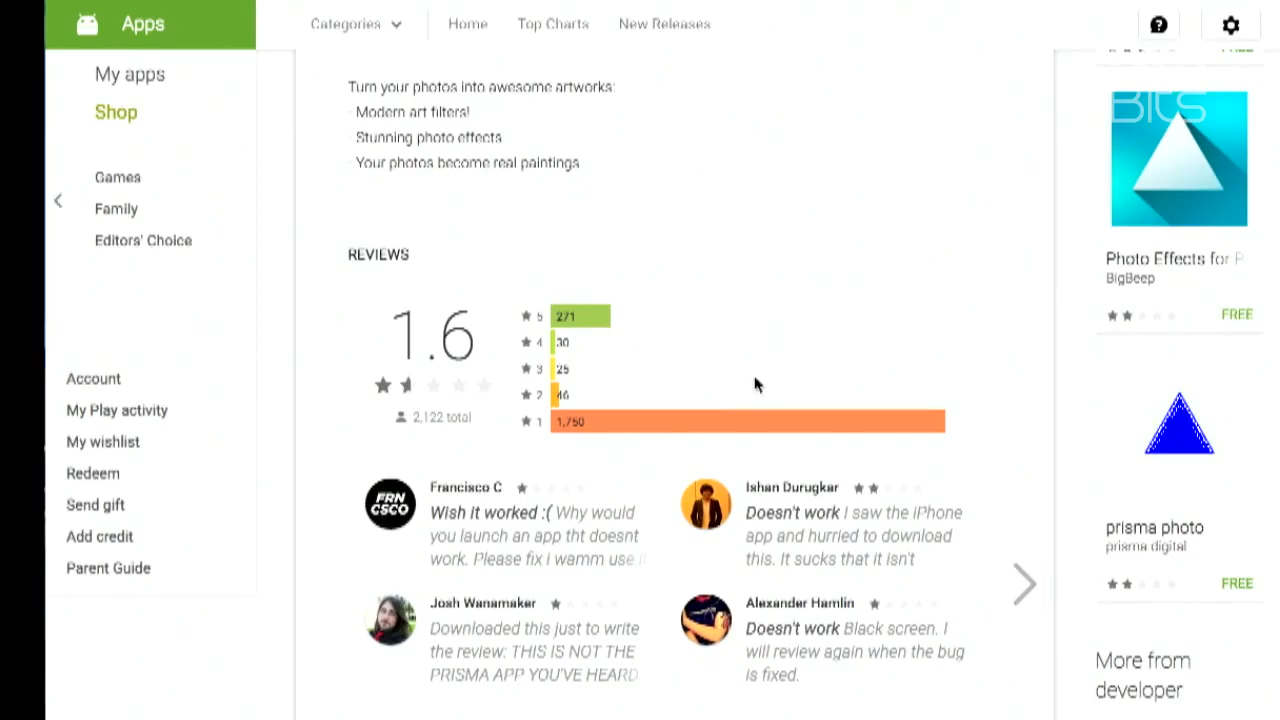 Apps
Categories
Home
Top Charts
New Releases
My apps
Shop
Games
Family
Editors' Choice
Account
My Play activity
My wishlist
Redeem
Send gift
Add credit
Parent Guide
Turn your photos into awesome artworks:
· Modern art filters!
· Stunning photo effects
· Your photos become real paintings
REVIEWS
1.6
2,122 total
5 271
4 30
3 25
2 46
1 1,750
Francisco C
Wish it worked :( Why would
you launch an app tht doesnt
work. Please fix i wamm use it
FRN
CSCO
Ishan Durugkar
Doesn't work I saw the iPhone
app and hurried to download
this. It sucks that it isn't
Josh Wanamaker
Downloaded this just to write
the review: THIS IS NOT THE
PRISMA APP YOU'VE HEARD
Alexander Hamlin
Doesn't work Black screen. I
will review again when the bug
is fixed.
FREE
Bits
Photo Effects for P
BigBeep
FREE
prisma photo
prisma digital
FREE
More from
developer